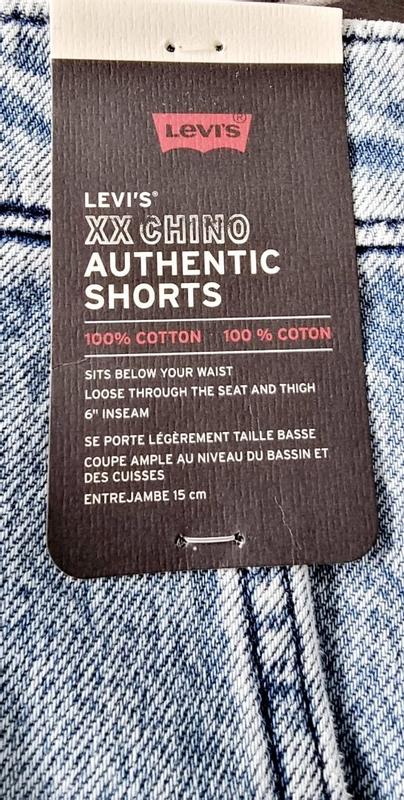 Levi's ®
LEVI'S®
XX CHINO
AUTHENTIC
SHORTS
100% COTTON 100 % COTON
SITS BELOW YOUR WAIST
LOOSE THROUGH THE SEAT AND THIGH
6" INSEAM
SE PORTE LÉGÈREMENT TAILLE BASSE
COUPE AMPLE AU NIVEAU DU BASSIN ET
DES CUISSES
ENTREJAMBE 15 cm